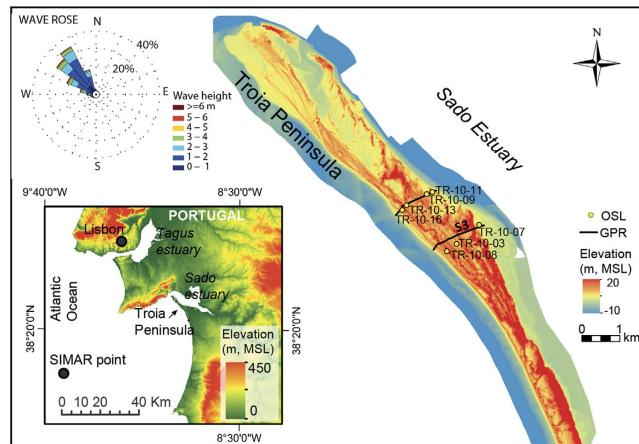 WAVE ROSE
N
40%
20%
W
E
S
Wave height
>=6 m
5 – 6
4 – 5
3 – 4
2 – 3
1 – 2
0 – 1
N
Troia Peninsula
Sado Estuary
TR-10-11
TR-10-09
TR-10-13
TR-10-16
S3
TR-10-07
TR-10-03
TR-10-08
OSL
GPR
Elevation
(m, MSL)
20
-10
0 1
km
9°40'0"W
8°30'0"W
PORTUGAL
Lisbon
Tagus
estuary
Sado
estuary
Atlantic
Ocean
Troia
Peninsula
38°20'0"N
38°20'0"N
SIMAR point
0 20 40 Km
Elevation
(m, MSL)
450
0
8°30'0"W